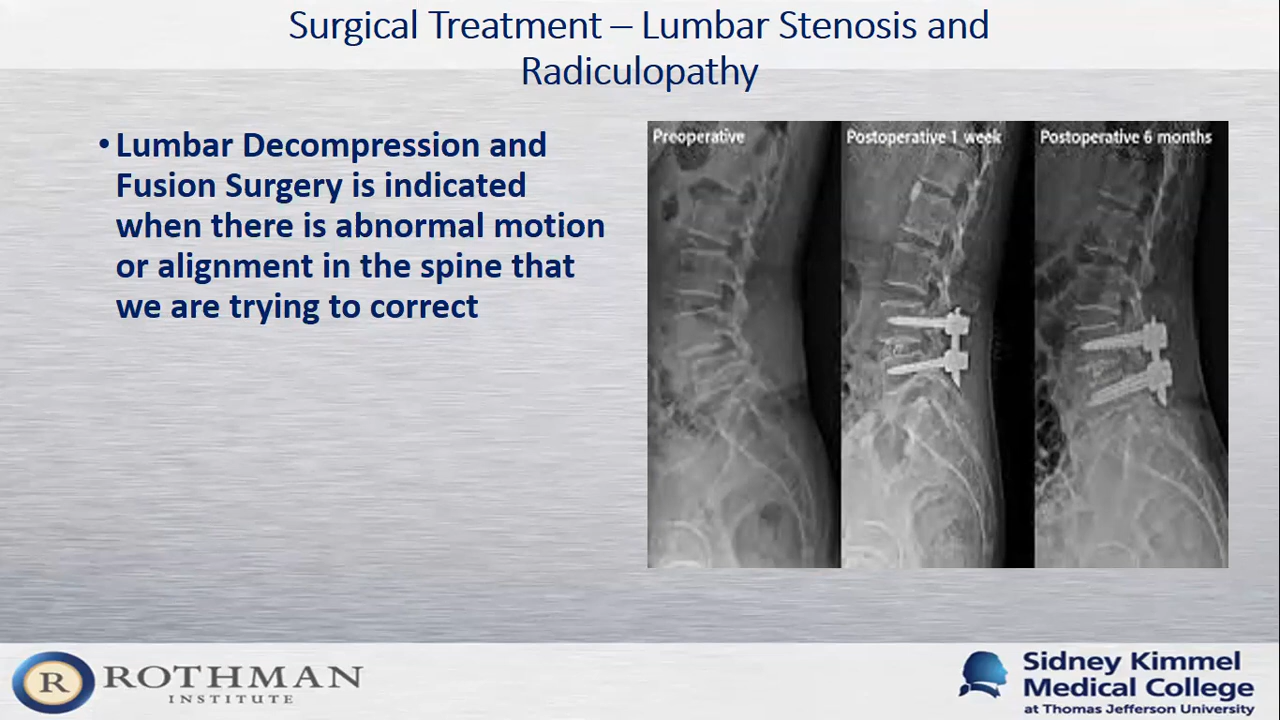 Surgical Treatment – Lumbar Stenosis and
Radiculopathy
• Lumbar Decompression and
Fusion Surgery is indicated
when there is abnormal motion
or alignment in the spine that
we are trying to correct
Preoperative
Postoperative 1 week
Postoperative 6 months
R ROTHMAN
INSTITUTE
Sidney Kimmel
Medical College
at Thomas Jefferson University